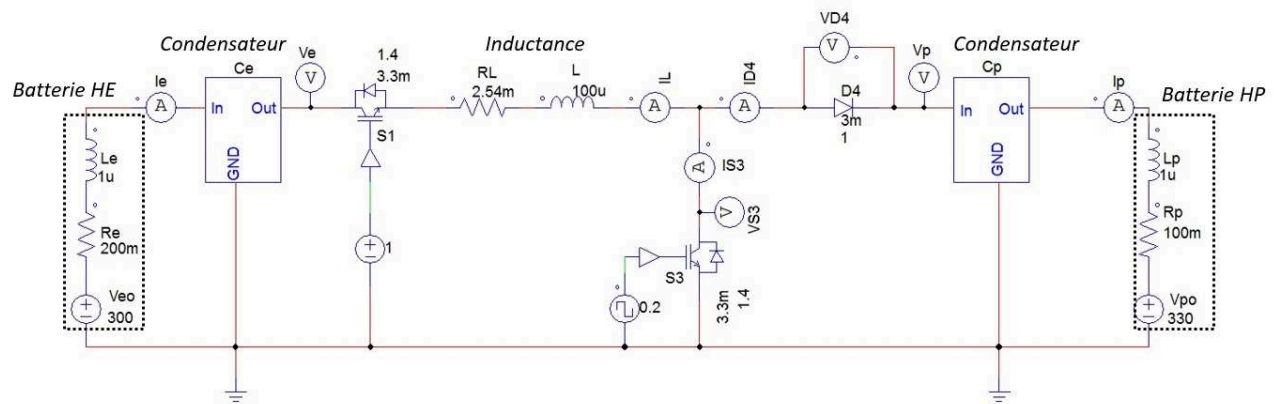 Batterie HE
Le
1u
Re
200m
Veo
300
Ie
A
Condensateur
Ce
In
Out
GND
Ve
V
1.4
3.3m
S1
1
Inductance
RL
2.54m
L
100u
IL
A
ID4
A
A
IS3
V
VS3
S3
3.3m
1.4
0.2
VD4
V
D4
3m
1
Vp
V
Condensateur
Cp
In
Out
GND
Ip
A
Batterie HP
Lp
1u
Rp
100m
Vpo
330